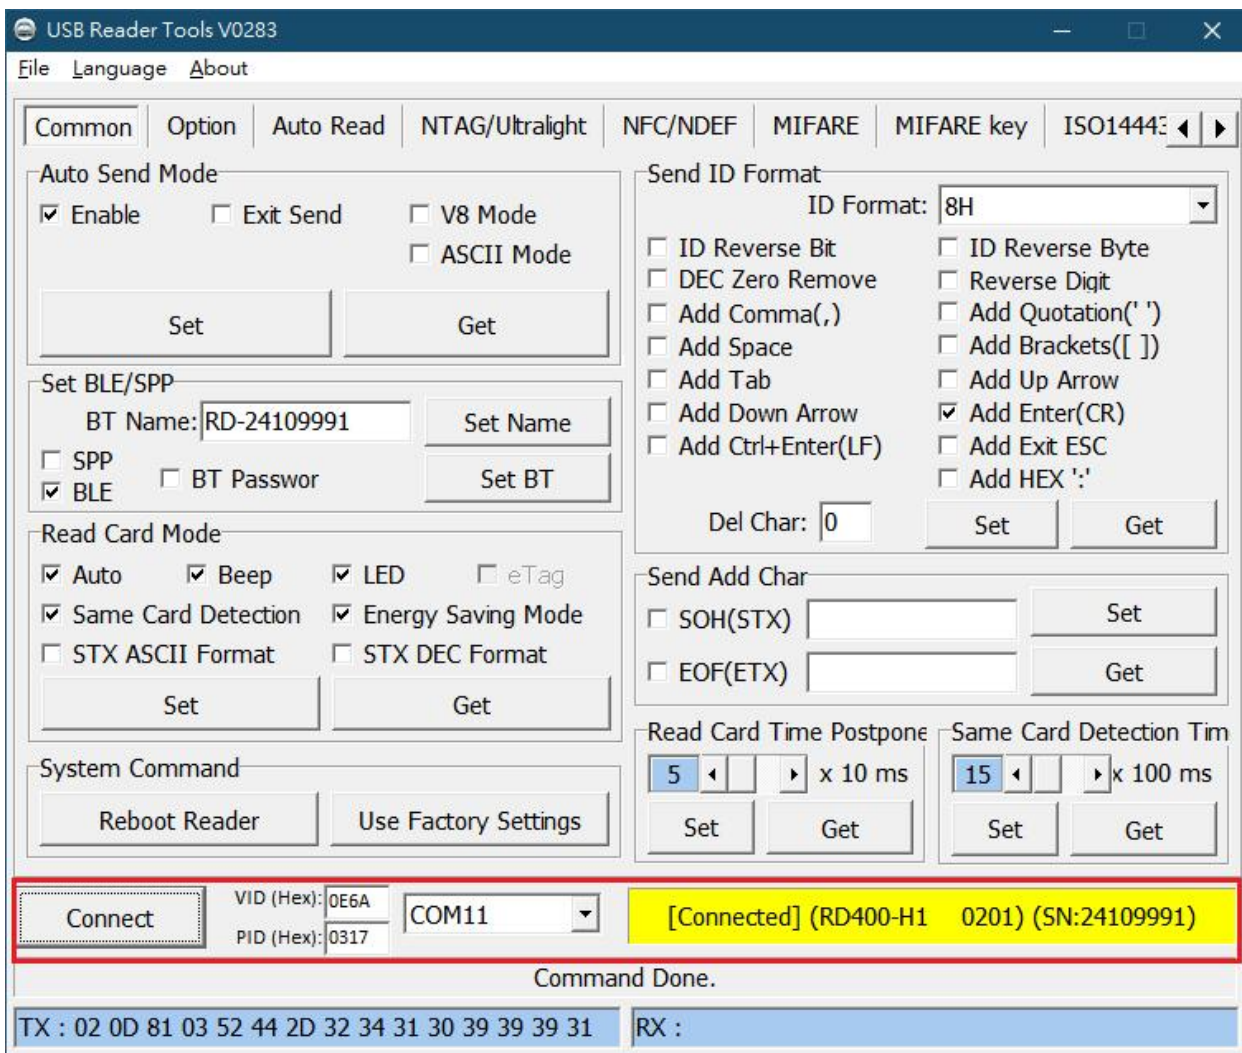 USB Reader Tools V0283
File Language About
Common Option Auto Read NTAG/Ultralight NFC/NDEF MIFARE MIFARE key ISO14443
Auto Send Mode
Enable Exit Send V8 Mode
ASCII Mode
Set Get
Set BLE/SPP
BT Name: RD-24109991 Set Name
SPP
BLE BT Passwor Set BT
Read Card Mode
Auto Beep LED eTag
Same Card Detection Energy Saving Mode
STX ASCII Format STX DEC Format
Set Get
System Command
Reboot Reader Use Factory Settings
Send ID Format
ID Format: 8H
ID Reverse Bit ID Reverse Byte
DEC Zero Remove Reverse Digit
Add Comma(,) Add Quotation(' ')
Add Space Add Brackets([ ])
Add Tab Add Up Arrow
Add Down Arrow Add Enter(CR)
Add Ctrl+Enter(LF) Add Exit ESC
Add HEX ':'
Del Char: 0 Set Get
Send Add Char
SOH(STX) Set
EOF(ETX) Get
Read Card Time Postpone
5 x 10 ms
Set Get
Same Card Detection Tim
15 x 100 ms
Set Get
Connect VID (Hex): 0E6A COM11 [Connected] (RD400-H1 0201) (SN:24109991)
PID (Hex): 0317
Command Done.
TX : 02 0D 81 03 52 44 2D 32 34 31 30 39 39 39 31 RX :